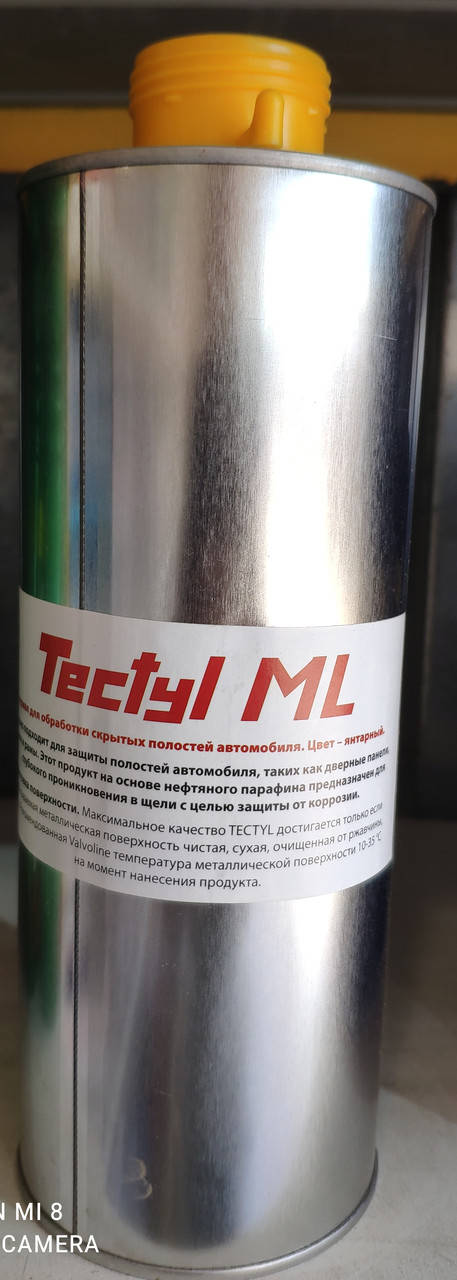 Tectyl ML
для обработки скрытых полостей автомобиля. Цвет – янтарный.
подходит для защиты полостей автомобиля, таких как дверные панели,
рамы. Этот продукт на основе нефтяного парафина предназначен для
глубокого проникновения в щели с целью защиты от коррозии.
поверхности. Максимальное качество TECTYL достигается только если
металлическая поверхность чистая, сухая, очищенная от ржавчины,
Valvoline температура металлической поверхности 10-35 °C
на момент нанесения продукта.
3
MI 8
CAMERA